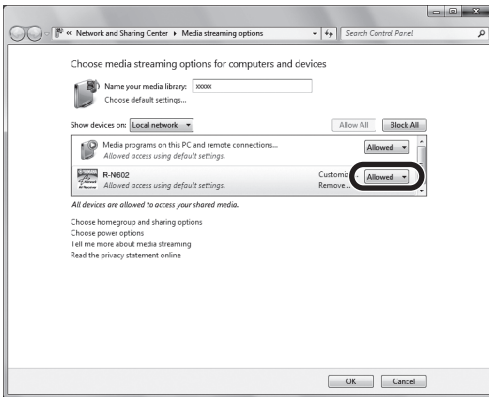 « Network and Sharing Center ▸ Media streaming options
Search Control Panel
Choose media streaming options for computers and devices
Name your media library: xxxxx
Choose default settings...
Show devices on: Local network
Allow All Block All
Media programs on this PC and remote connections...
Allowed access using default settings.
Allowed
R-N602
Allowed access using default settings.
Remove...
Allowed
All devices are allowed to access your shared media.
Choose homegroup and sharing options
Choose power options
Tell me more about media streaming
Read the privacy statement online
OK Cancel